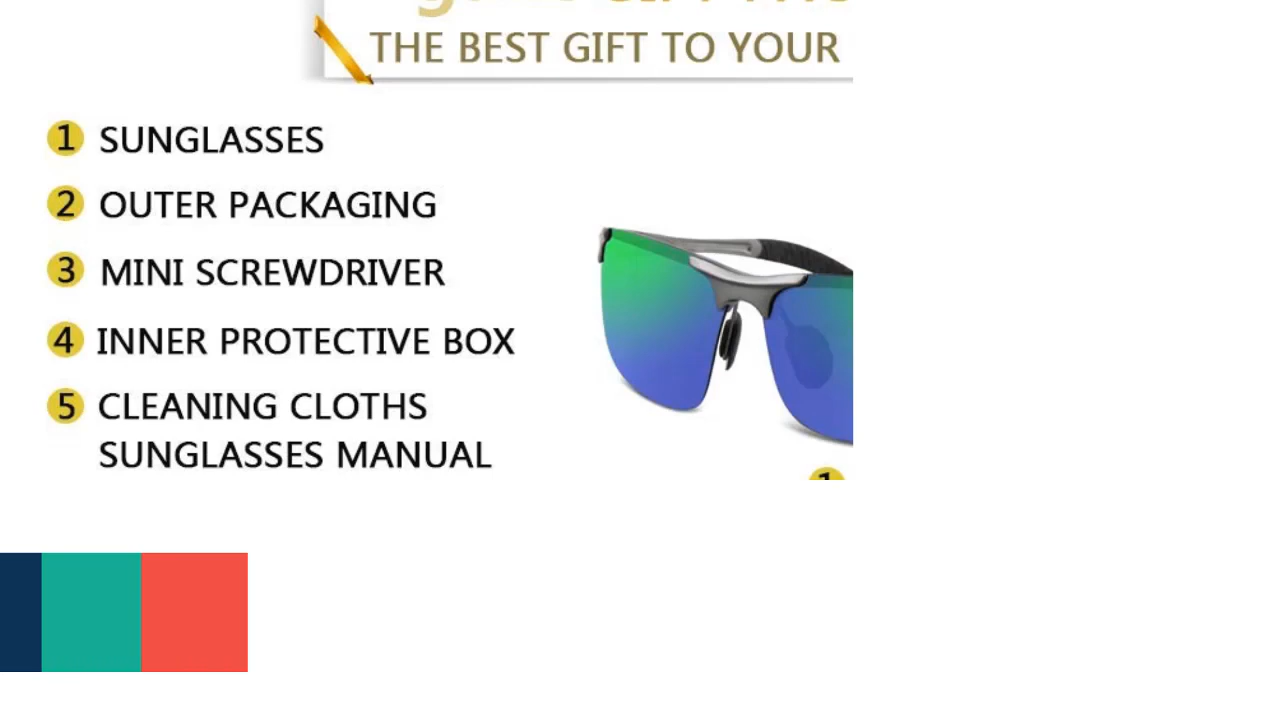 THE BEST GIFT TO YOUR
1 SUNGLASSES
2 OUTER PACKAGING
3 MINI SCREWDRIVER
4 INNER PROTECTIVE BOX
5 CLEANING CLOTHS
SUNGLASSES MANUAL
1